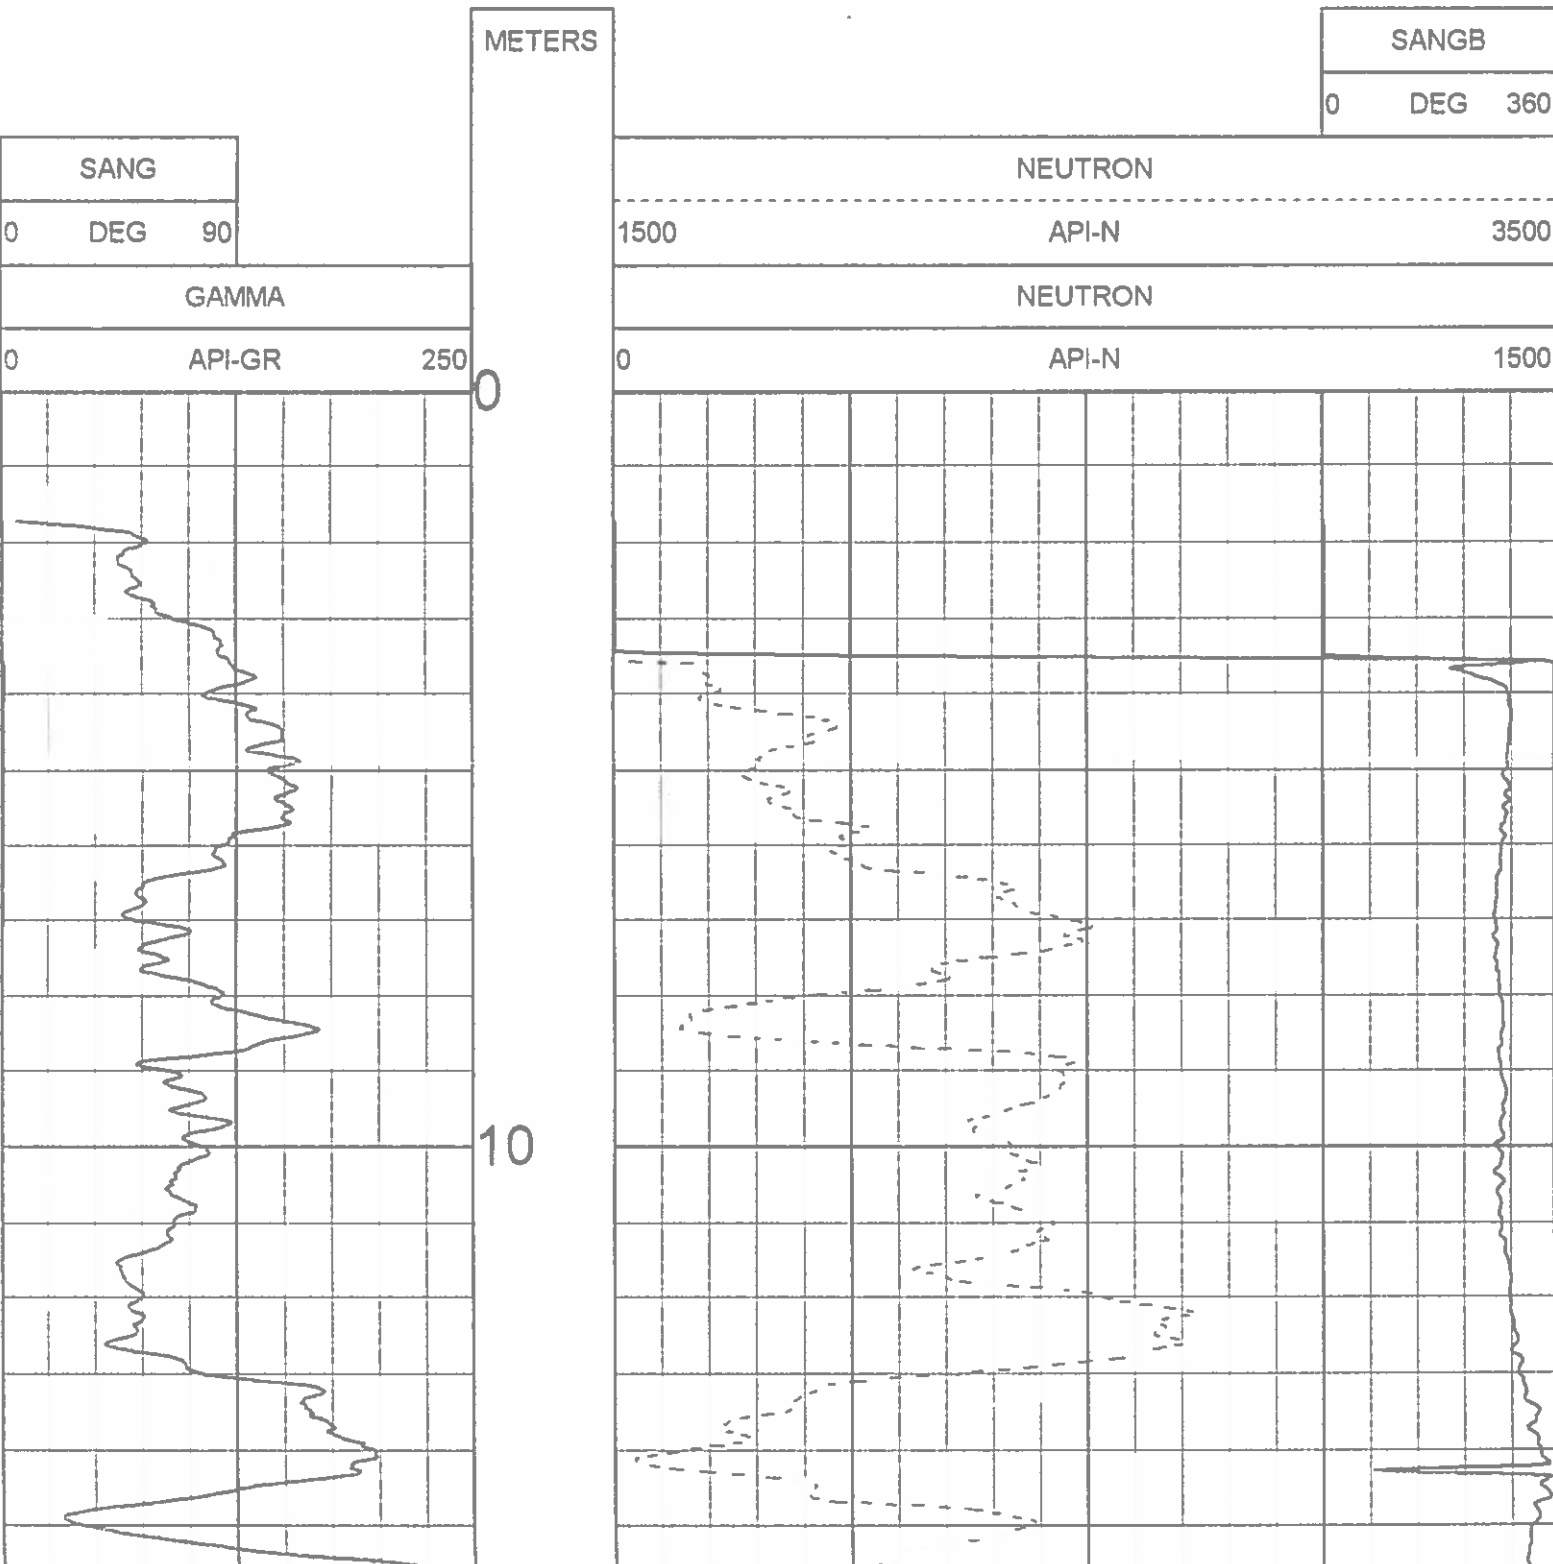 METERS
SANGB
0 DEG 360
SANG
NEUTRON
0 DEG 90
1500 API-N 3500
GAMMA
NEUTRON
0 API-GR 250
0 API-N 1500
0
10